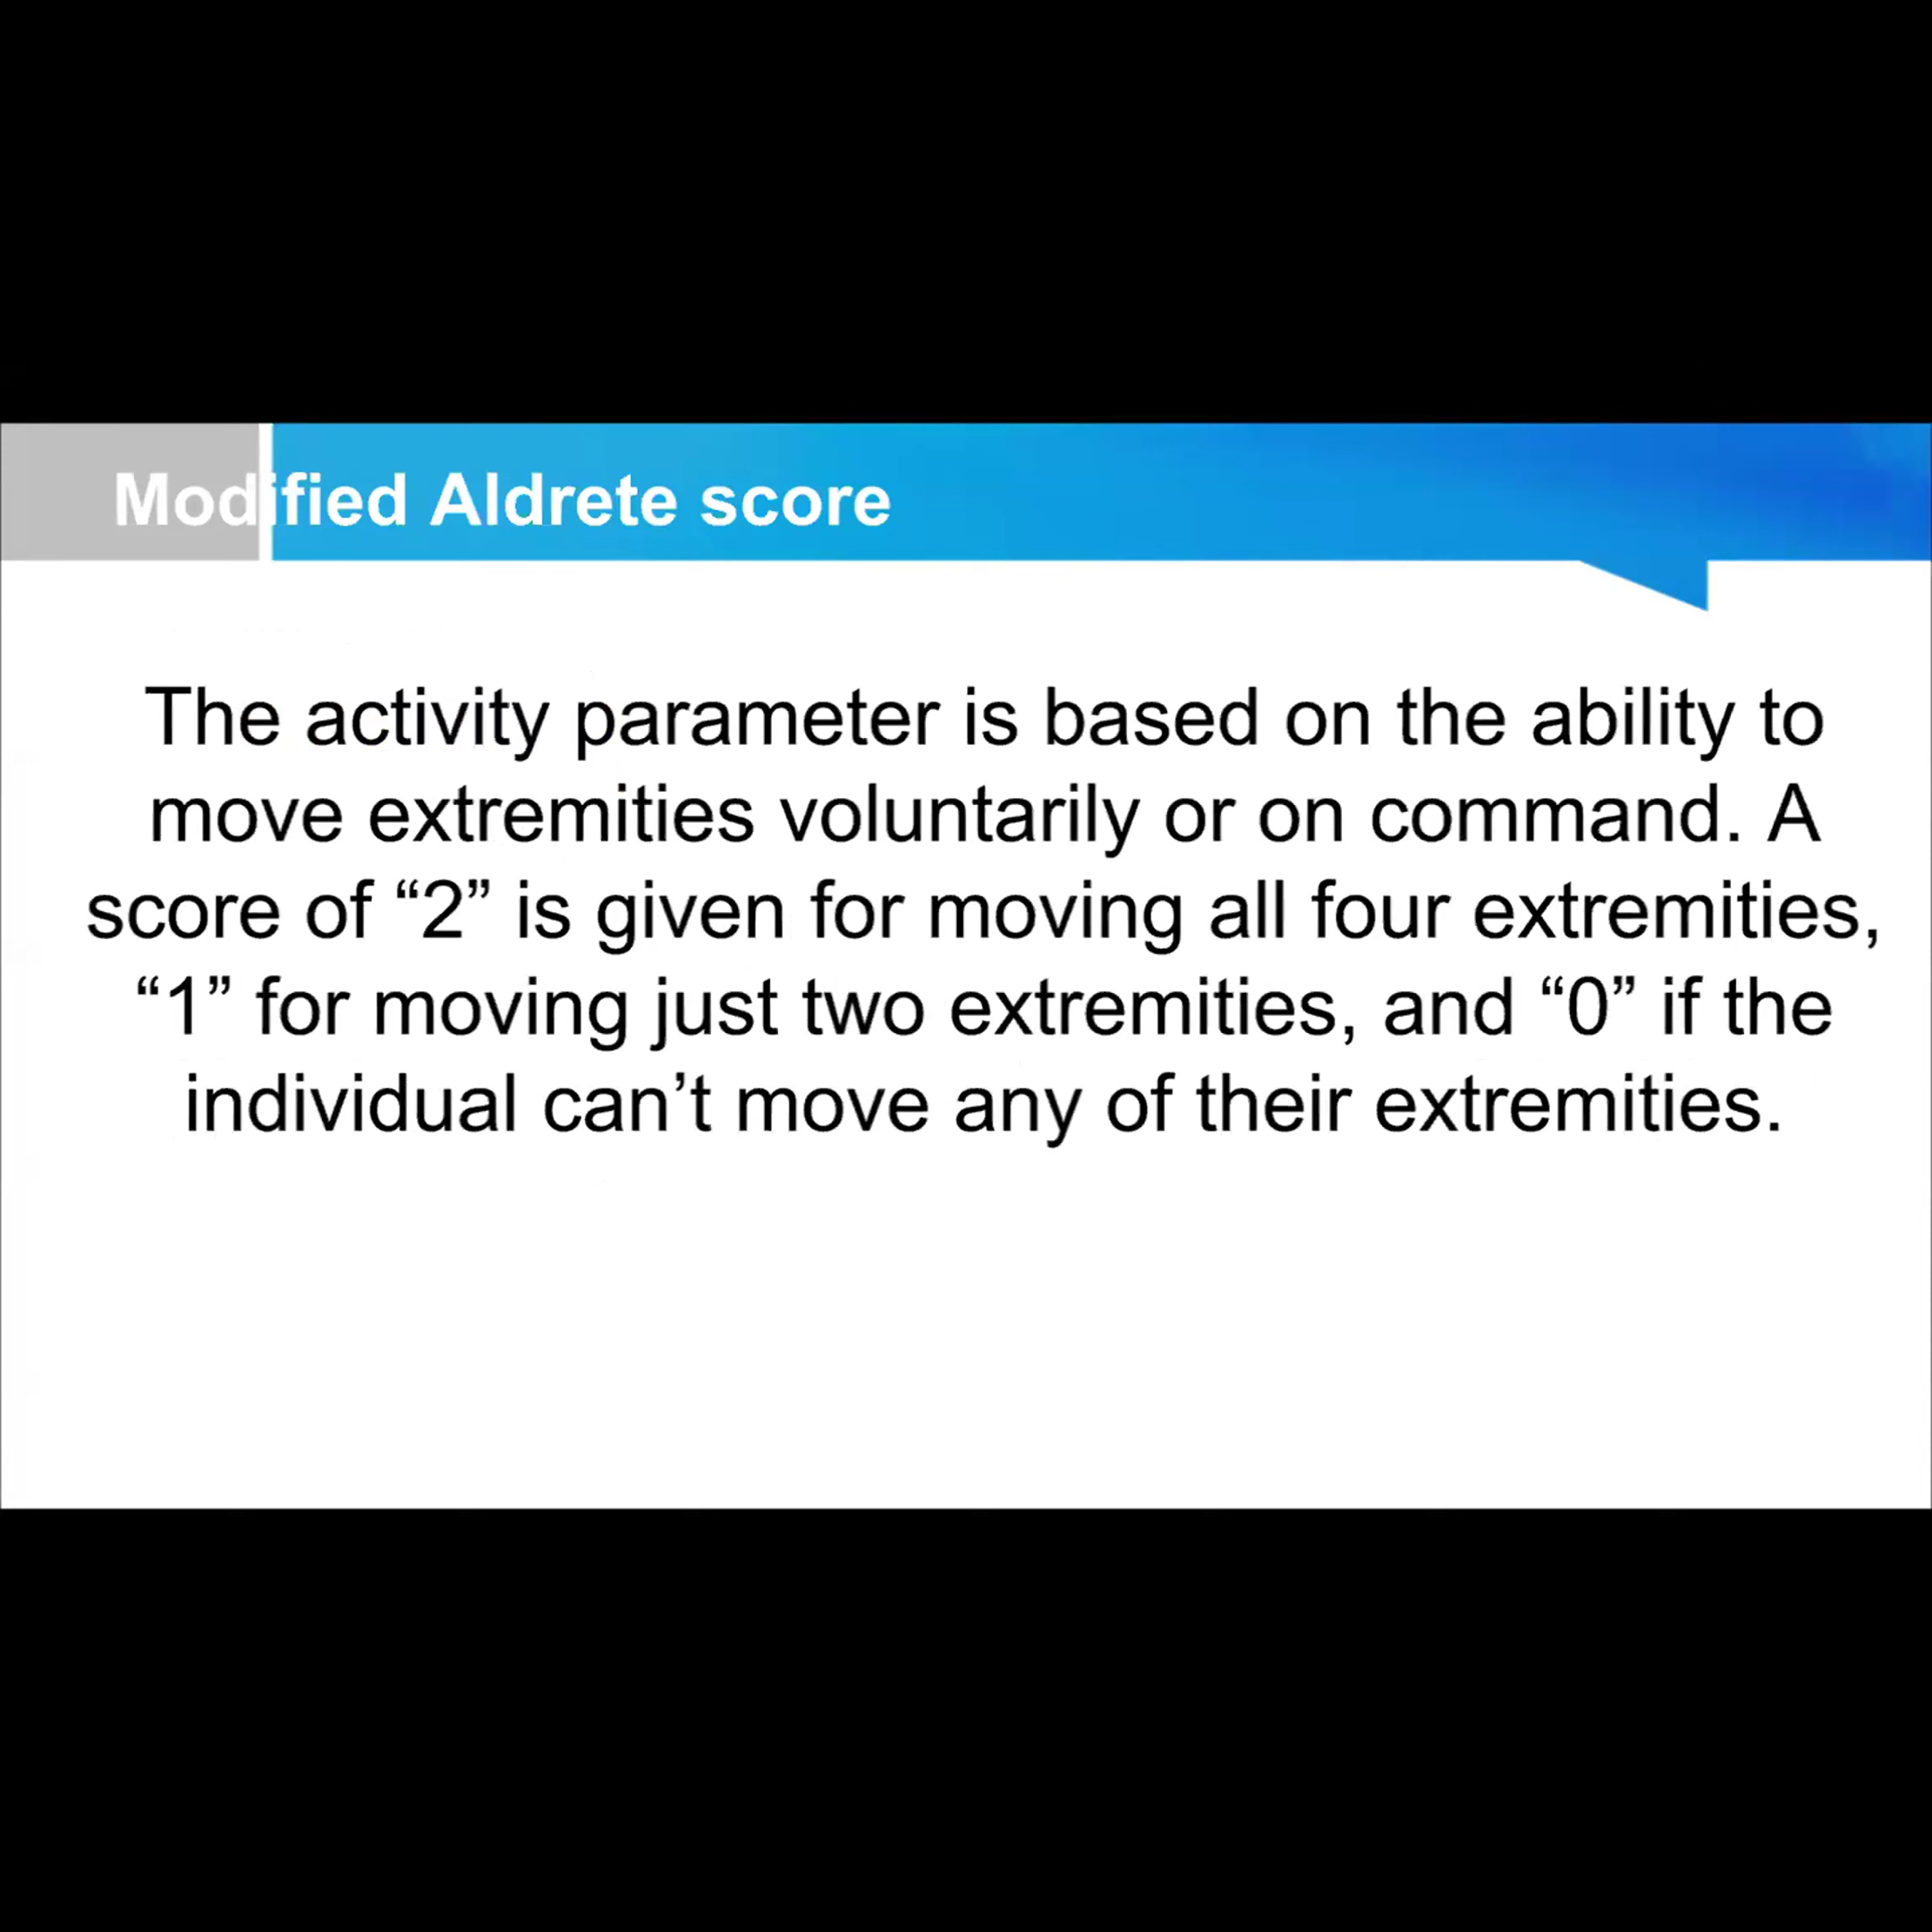 Modified Aldrete score
The activity parameter is based on the ability to
move extremities voluntarily or on command. A
score of “2” is given for moving all four extremities,
“1” for moving just two extremities, and “0” if the
individual can’t move any of their extremities.